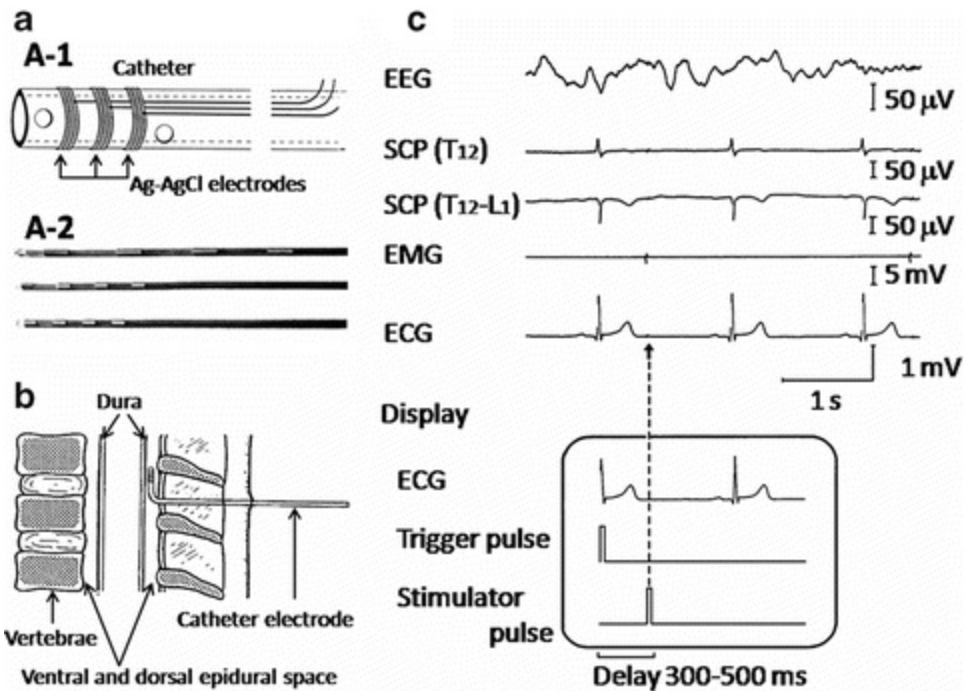 a
A-1
Catheter
Ag-AgCl electrodes
A-2
b
Dura
Catheter electrode
Vertebrae
Ventral and dorsal epidural space
c
EEG
50 µV
SCP (T12)
50 µV
SCP (T12-L1)
50 µV
EMG
5 mV
ECG
1 mV
1 s
Display
ECG
Trigger pulse
Stimulator
pulse
Delay 300-500 ms